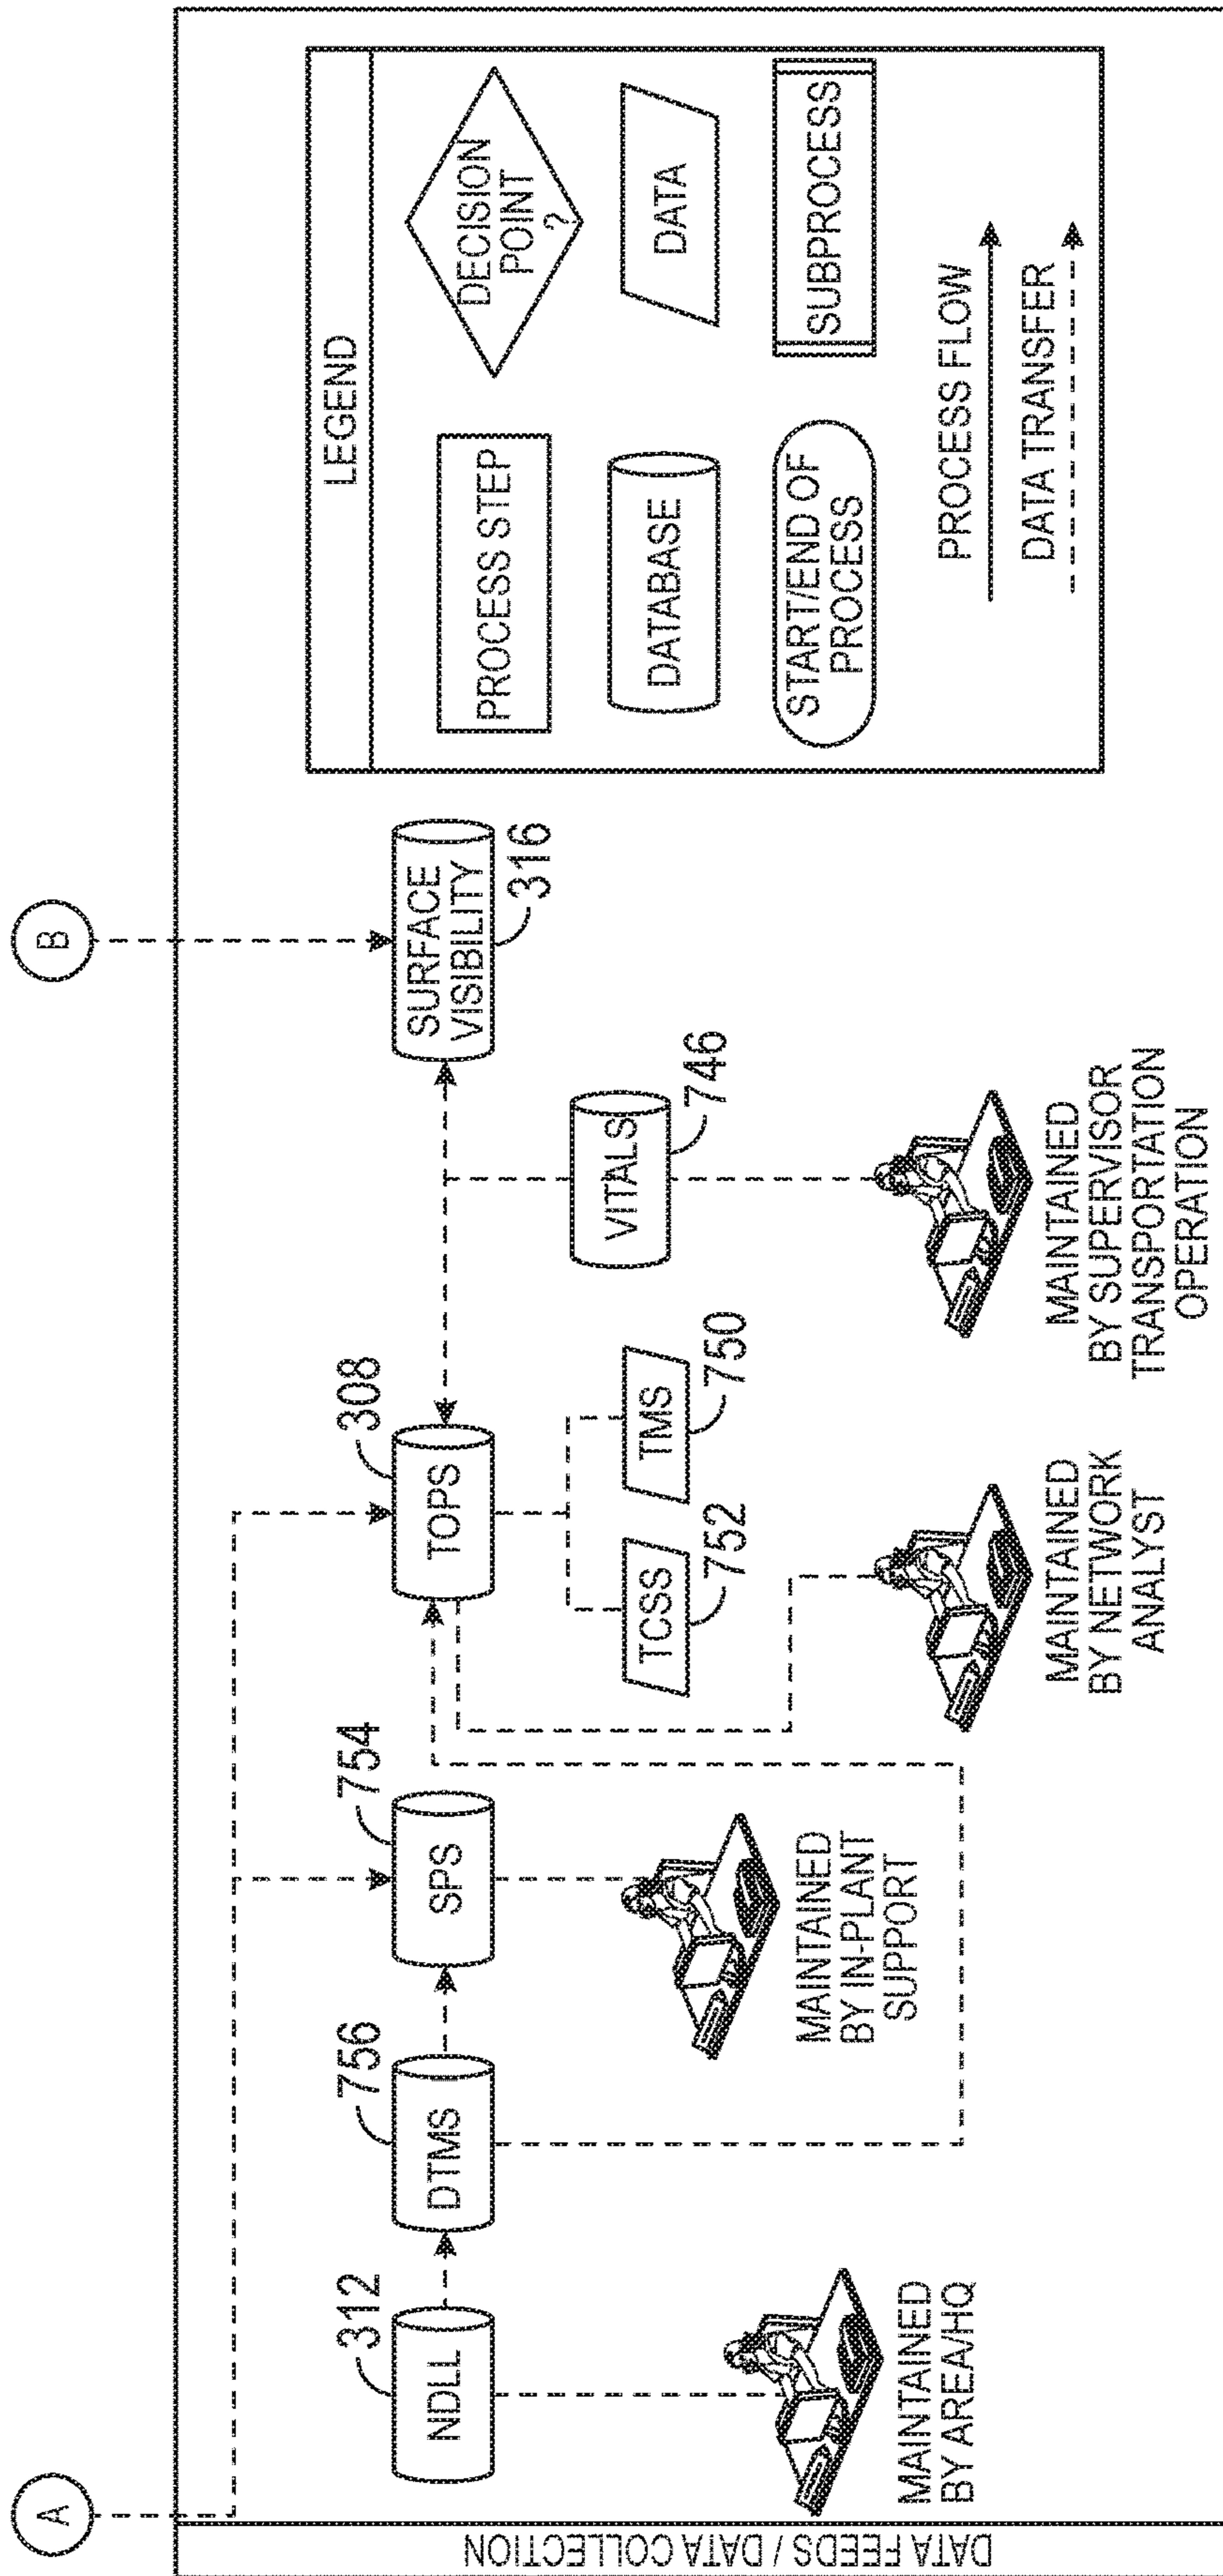 A
B
DATA FEEDS / DATA COLLECTION
312
NDLL
MAINTAINED
BY AREA/HQ
756
DTMS
754
SPS
MAINTAINED
BY IN-PLANT
SUPPORT
308
TOPS
TCSS
752
TMS
750
MAINTAINED
BY NETWORK
ANALYST
SURFACE
VISIBILITY
316
VITALS
746
MAINTAINED
BY SUPERVISOR
TRANSPORTATION
OPERATION
LEGEND
PROCESS STEP
DECISION
POINT
?
DATABASE
DATA
START/END OF
PROCESS
SUBPROCESS
PROCESS FLOW
DATA TRANSFER